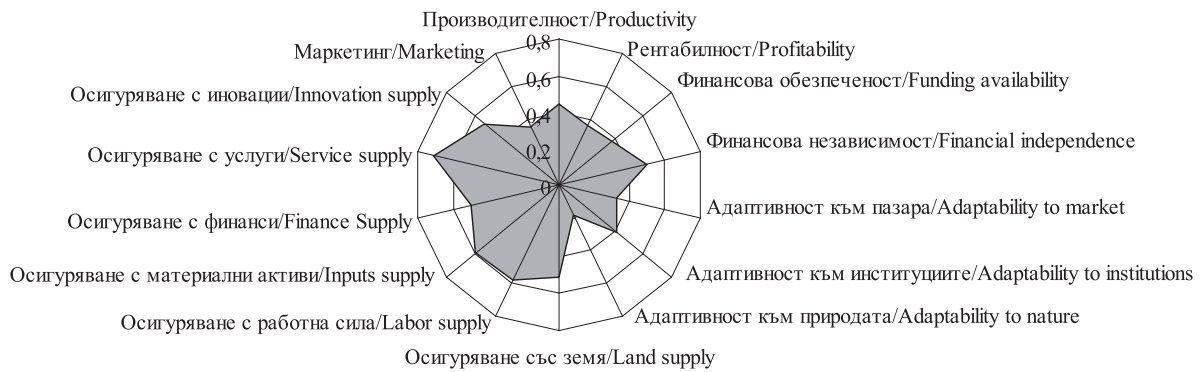 Производителност/Productivity
0,8
Маркетинг/Marketing
Рентабилност/Profitability
0,6
Финансова обезпеченост/Funding availability
Осигуряване с иновации/Innovation supply
0,4
Финансова независимост/Financial independence
Осигуряване с услуги/Service supply
0,2
0
Адаптивност към пазара/Adaptability to market
Осигуряване с финанси/Finance Supply
Адаптивност към институциите/Adaptability to institutions
Осигуряване с материални активи/Inputs supply
Адаптивност към природата/Adaptability to nature
Осигуряване с работна сила/Labor supply
Осигуряване със земя/Land supply